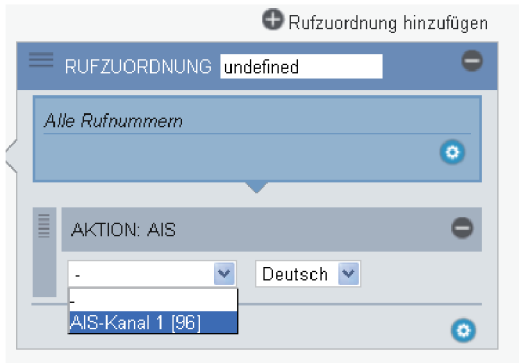 Rufzuordnung hinzufügen
RUFZUORDNUNG undefined
Alle Rufnummern
AKTION: AIS
- Deutsch
-
AIS-Kanal 1 [96]